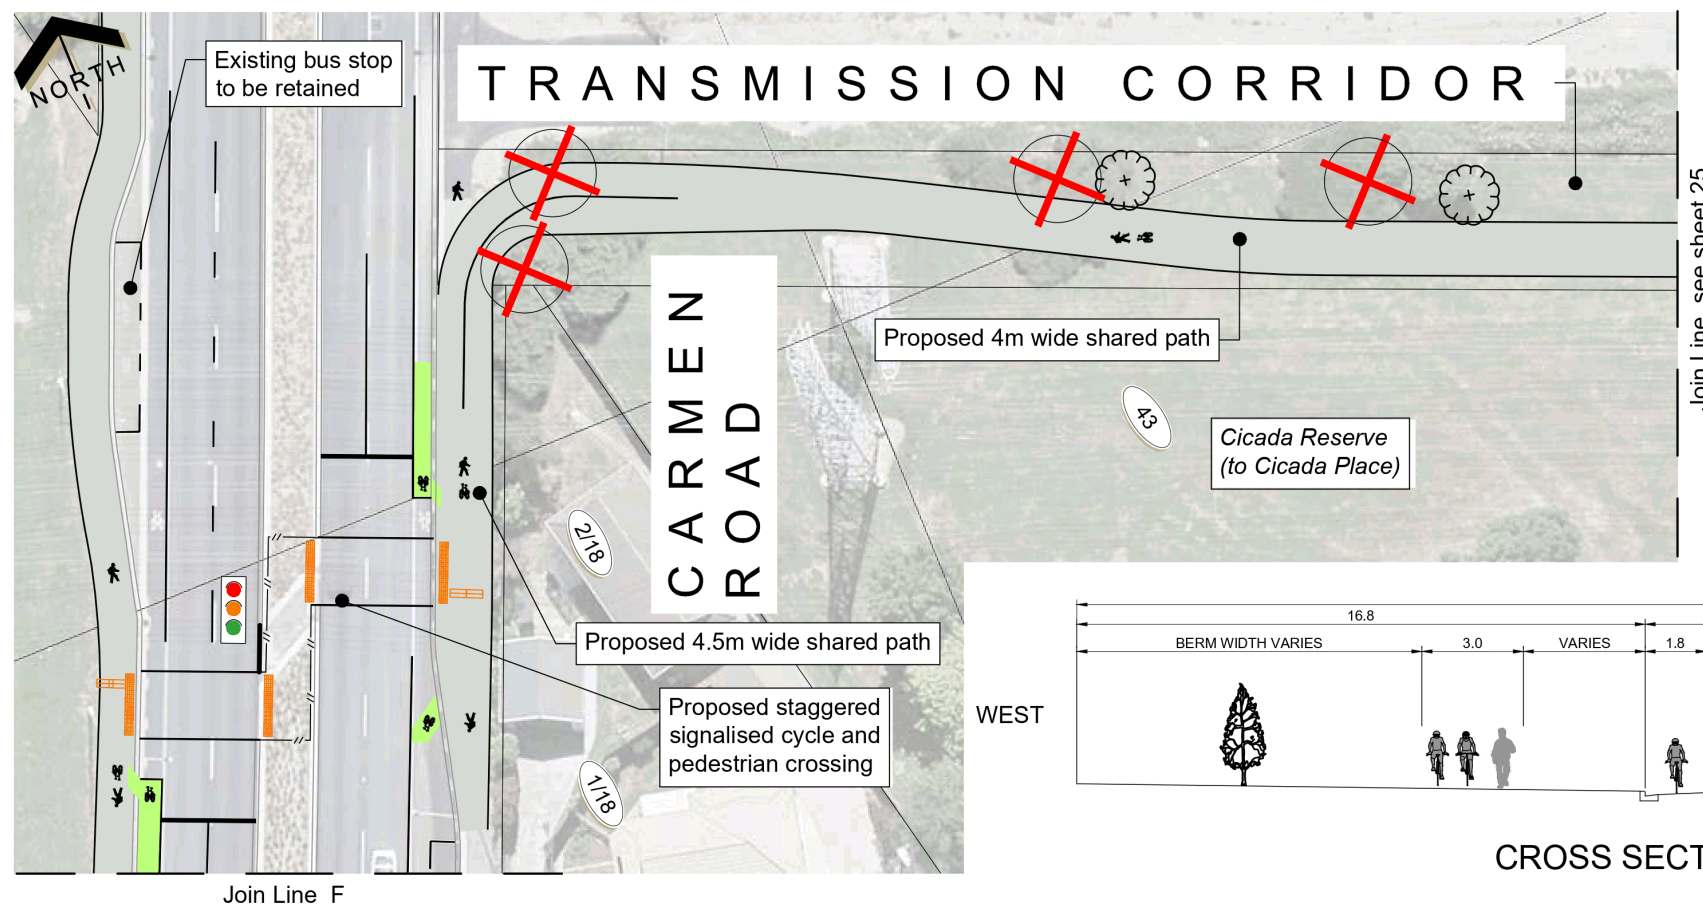 NORTH
Existing bus stop
to be retained
TRANSMISSION CORRIDOR
Join Line see sheet 25
Proposed 4m wide shared path
CARMEN
ROAD
43
Cicada Reserve
(to Cicada Place)
2/18
Proposed 4.5m wide shared path
Proposed staggered
signalised cycle and
pedestrian crossing
1/18
16.8
BERM WIDTH VARIES
3.0
VARIES
1.8
WEST
CROSS SECT
Join Line F